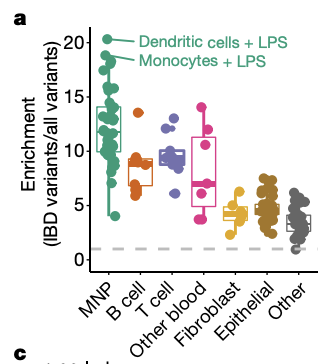 a
Enrichment
(IBD variants/all variants)
20
15
10
5
0
Dendritic cells + LPS
Monocytes + LPS
MNP
B cell
T cell
Other blood
Fibroblast
Epithelial
Other
c